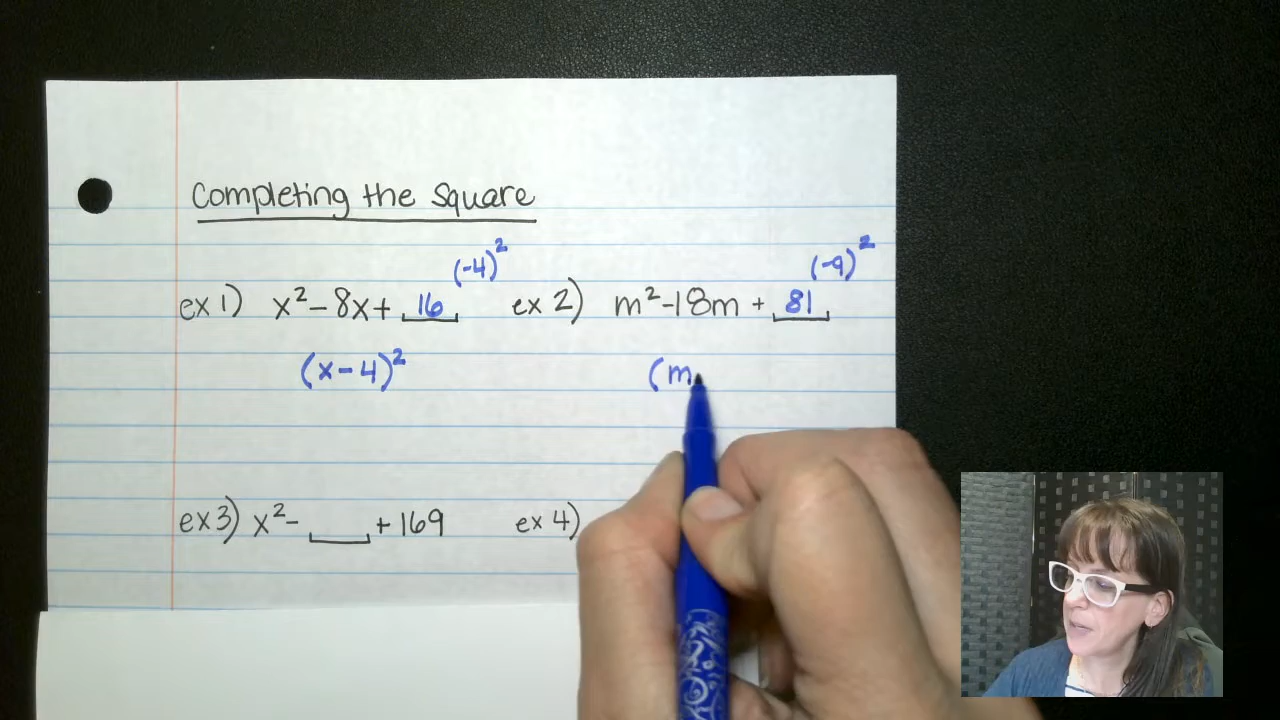 Completing the Square
(-4)² (-9)²
ex 1) x² - 8x + 16 ex 2) m² - 18m + 81
(x - 4)² (m
ex 3) x² - ___ + 169 ex 4)